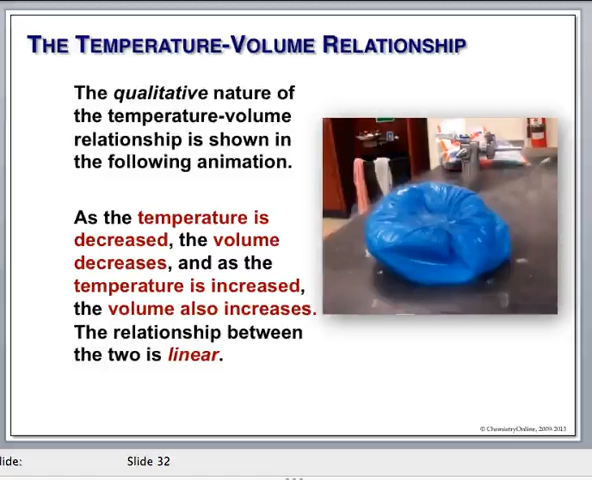 THE TEMPERATURE-VOLUME RELATIONSHIP
The qualitative nature of
the temperature-volume
relationship is shown in
the following animation.
As the temperature is
decreased, the volume
decreases, and as the
temperature is increased,
the volume also increases.
The relationship between
the two is linear.
© ChemistryOnline, 2009-2013
lide:
Slide 32